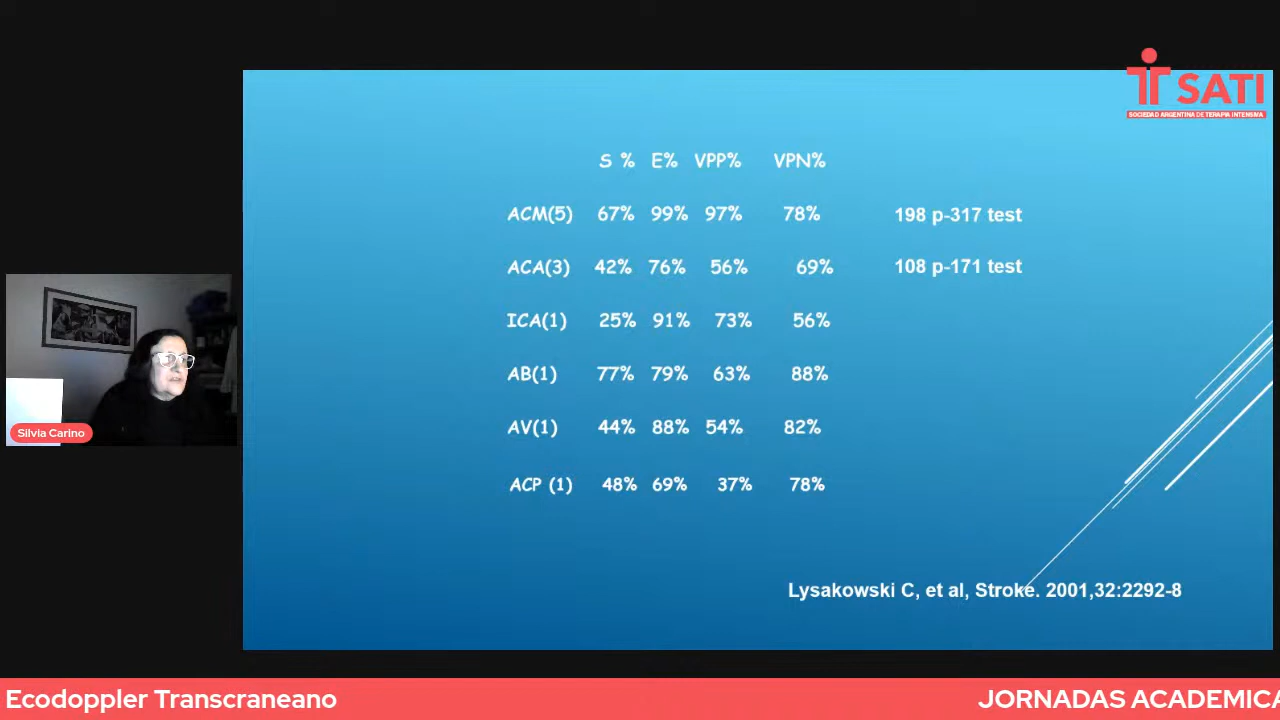 SATI
SOCIEDAD ARGENTINA DE TERAPIA INTENSIVA
S % E% VPP% VPN%
ACM(5) 67% 99% 97% 78% 198 p-317 test
ACA(3) 42% 76% 56% 69% 108 p-171 test
ICA(1) 25% 91% 73% 56%
AB(1) 77% 79% 63% 88%
AV(1) 44% 88% 54% 82%
ACP (1) 48% 69% 37% 78%
Lysakowski C, et al, Stroke. 2001,32:2292-8
Silvia Carino
Ecodoppler Transcraneano
JORNADAS ACADEMICA